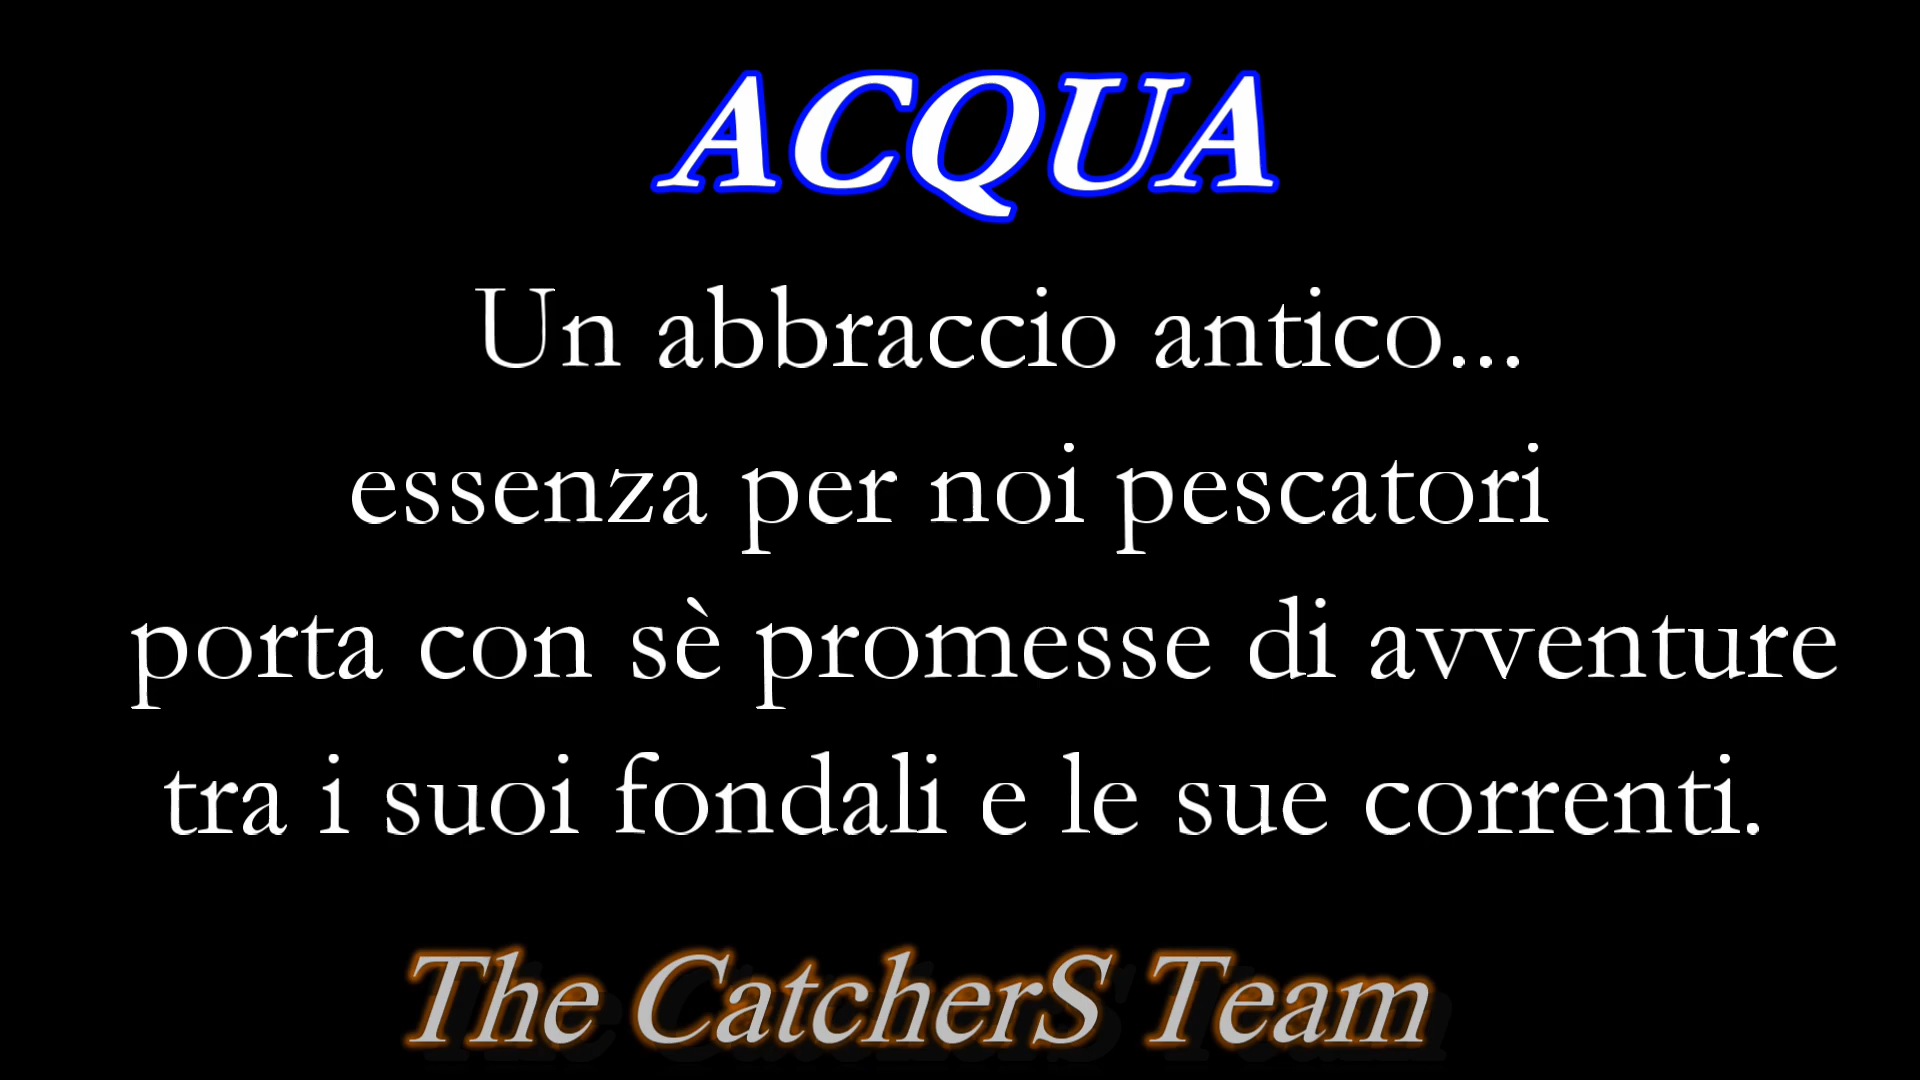 ACQUA
Un abbraccio antico...
essenza per noi pescatori
porta con sè promesse di avventure
tra i suoi fondali e le sue correnti.
The CatcherS Team